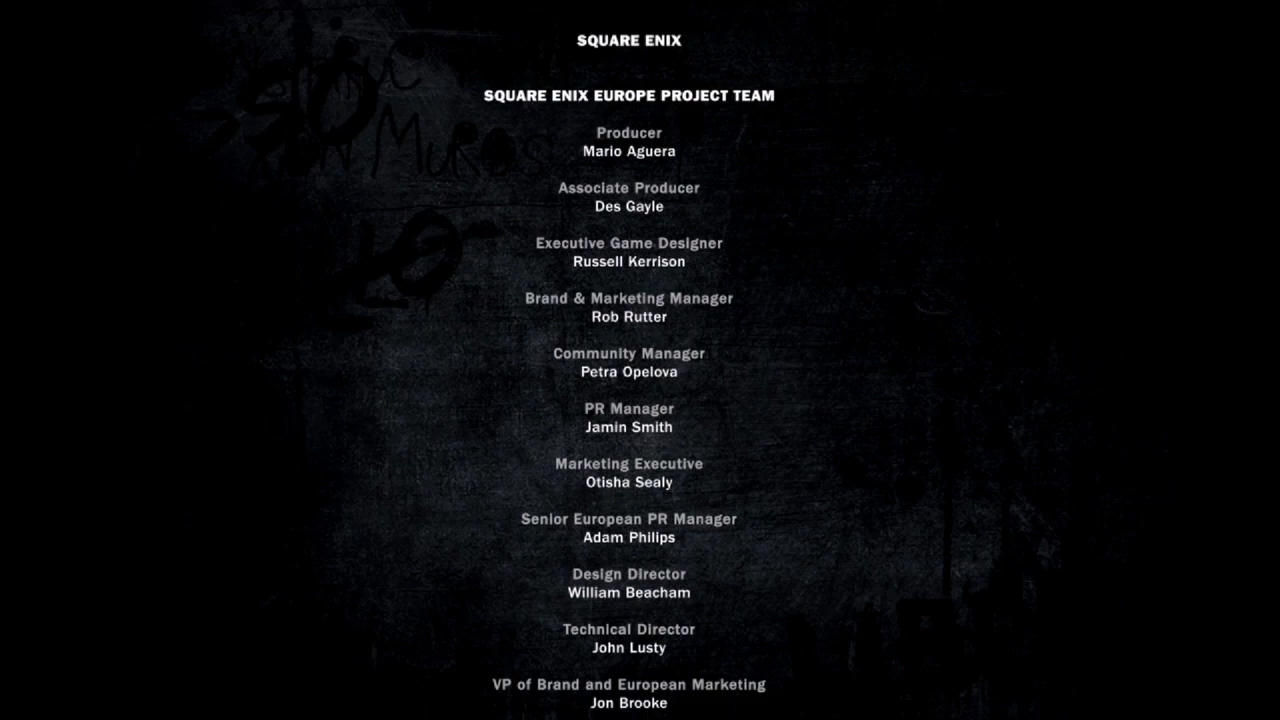 SQUARE ENIX
SQUARE ENIX EUROPE PROJECT TEAM
Producer
Mario Aguera
Associate Producer
Des Gayle
Executive Game Designer
Russell Kerrison
Brand & Marketing Manager
Rob Rutter
Community Manager
Petra Opelova
PR Manager
Jamin Smith
Marketing Executive
Otisha Sealy
Senior European PR Manager
Adam Philips
Design Director
William Beacham
Technical Director
John Lusty
VP of Brand and European Marketing
Jon Brooke